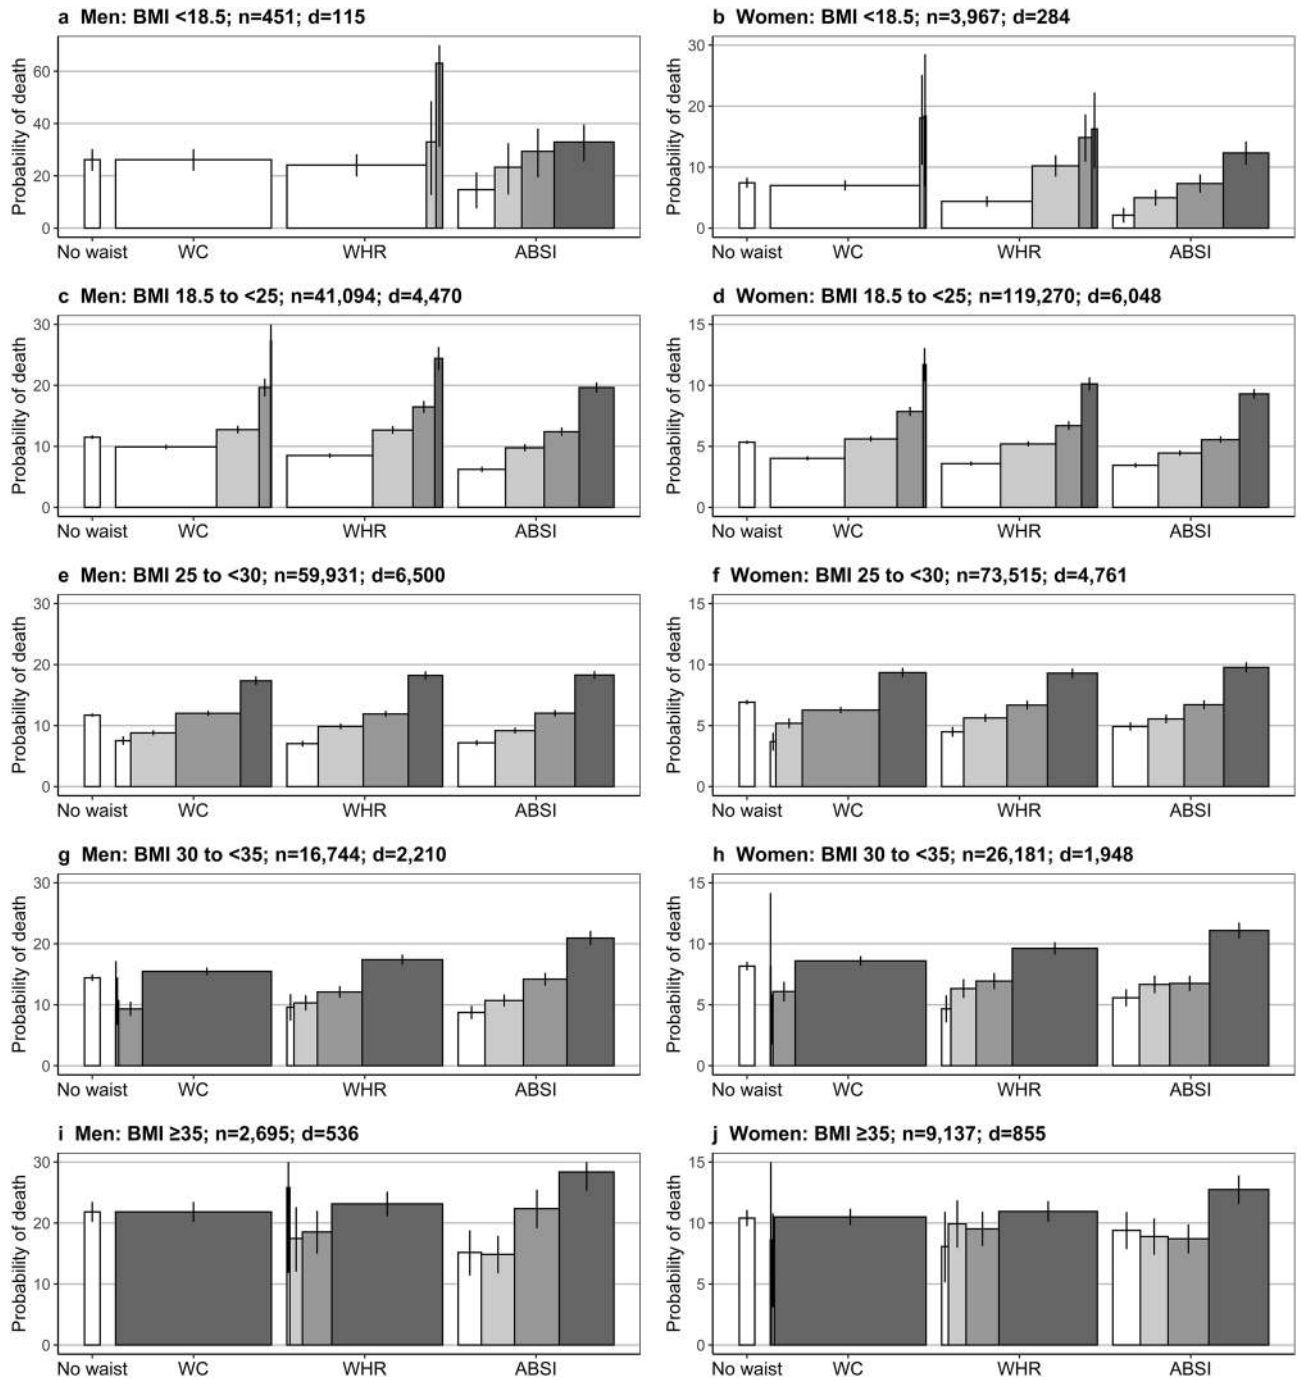 a Men: BMI <18.5; n=451; d=115
Probability of death
60
40
20
0
No waist WC WHR ABSI
b Women: BMI <18.5; n=3,967; d=284
Probability of death
30
20
10
0
No waist WC WHR ABSI
c Men: BMI 18.5 to <25; n=41,094; d=4,470
Probability of death
30
20
10
0
No waist WC WHR ABSI
d Women: BMI 18.5 to <25; n=119,270; d=6,048
Probability of death
15
10
5
0
No waist WC WHR ABSI
e Men: BMI 25 to <30; n=59,931; d=6,500
Probability of death
30
20
10
0
No waist WC WHR ABSI
f Women: BMI 25 to <30; n=73,515; d=4,761
Probability of death
15
10
5
0
No waist WC WHR ABSI
g Men: BMI 30 to <35; n=16,744; d=2,210
Probability of death
30
20
10
0
No waist WC WHR ABSI
h Women: BMI 30 to <35; n=26,181; d=1,948
Probability of death
15
10
5
0
No waist WC WHR ABSI
i Men: BMI ≥35; n=2,695; d=536
Probability of death
30
20
10
0
No waist WC WHR ABSI
j Women: BMI ≥35; n=9,137; d=855
Probability of death
15
10
5
0
No waist WC WHR ABSI